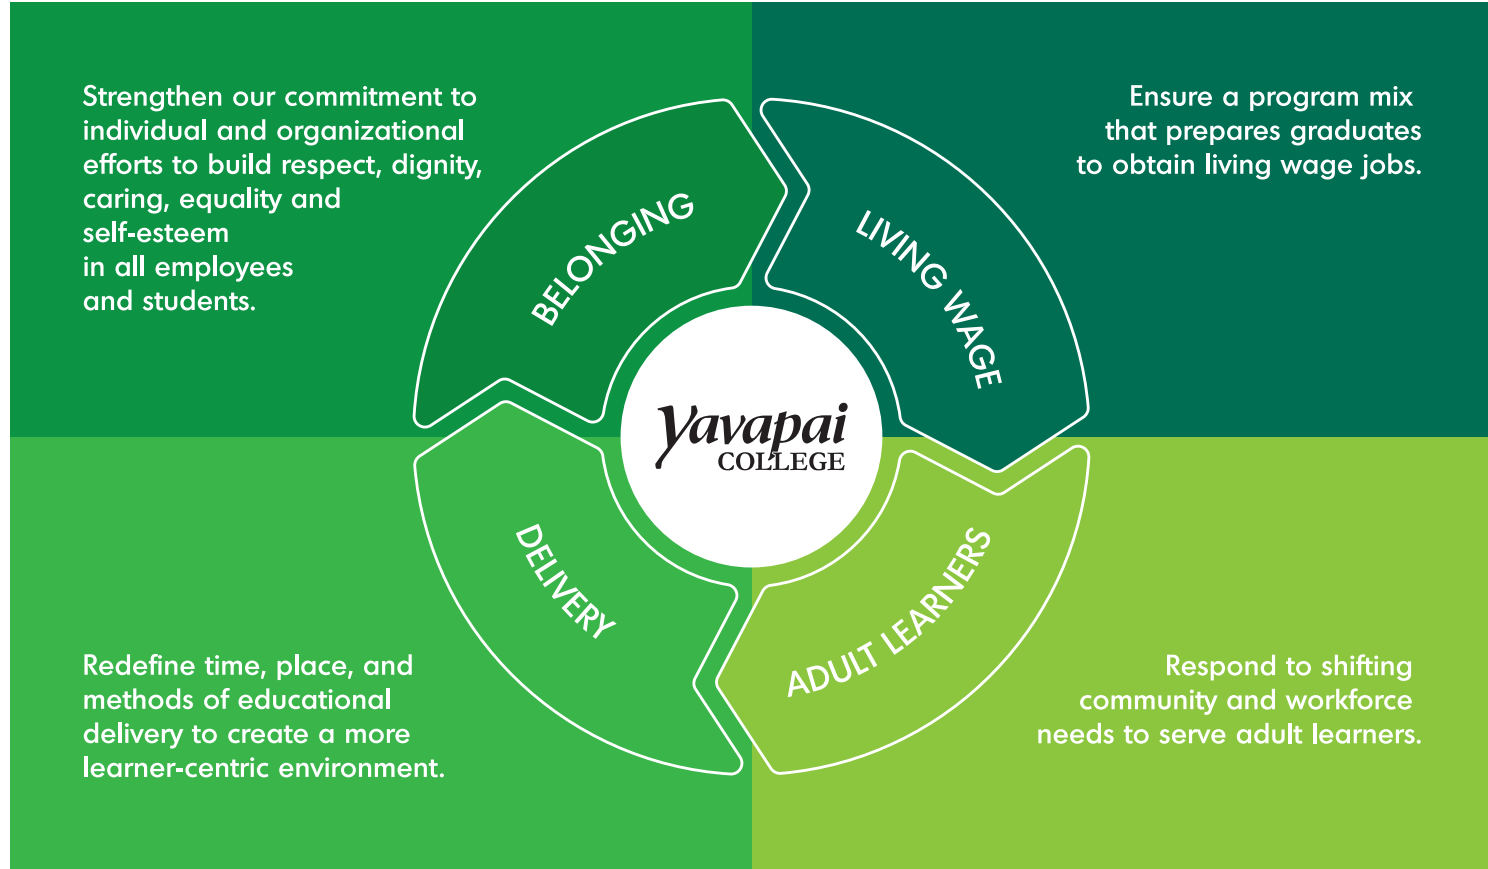 Strengthen our commitment to
individual and organizational
efforts to build respect, dignity,
caring, equality and
self-esteem
in all employees
and students.
BELONGING
Ensure a program mix
that prepares graduates
to obtain living wage jobs.
LIVING WAGE
Yavapai
COLLEGE
DELIVERY
Redefine time, place, and
methods of educational
delivery to create a more
learner-centric environment.
ADULT LEARNERS
Respond to shifting
community and workforce
needs to serve adult learners.